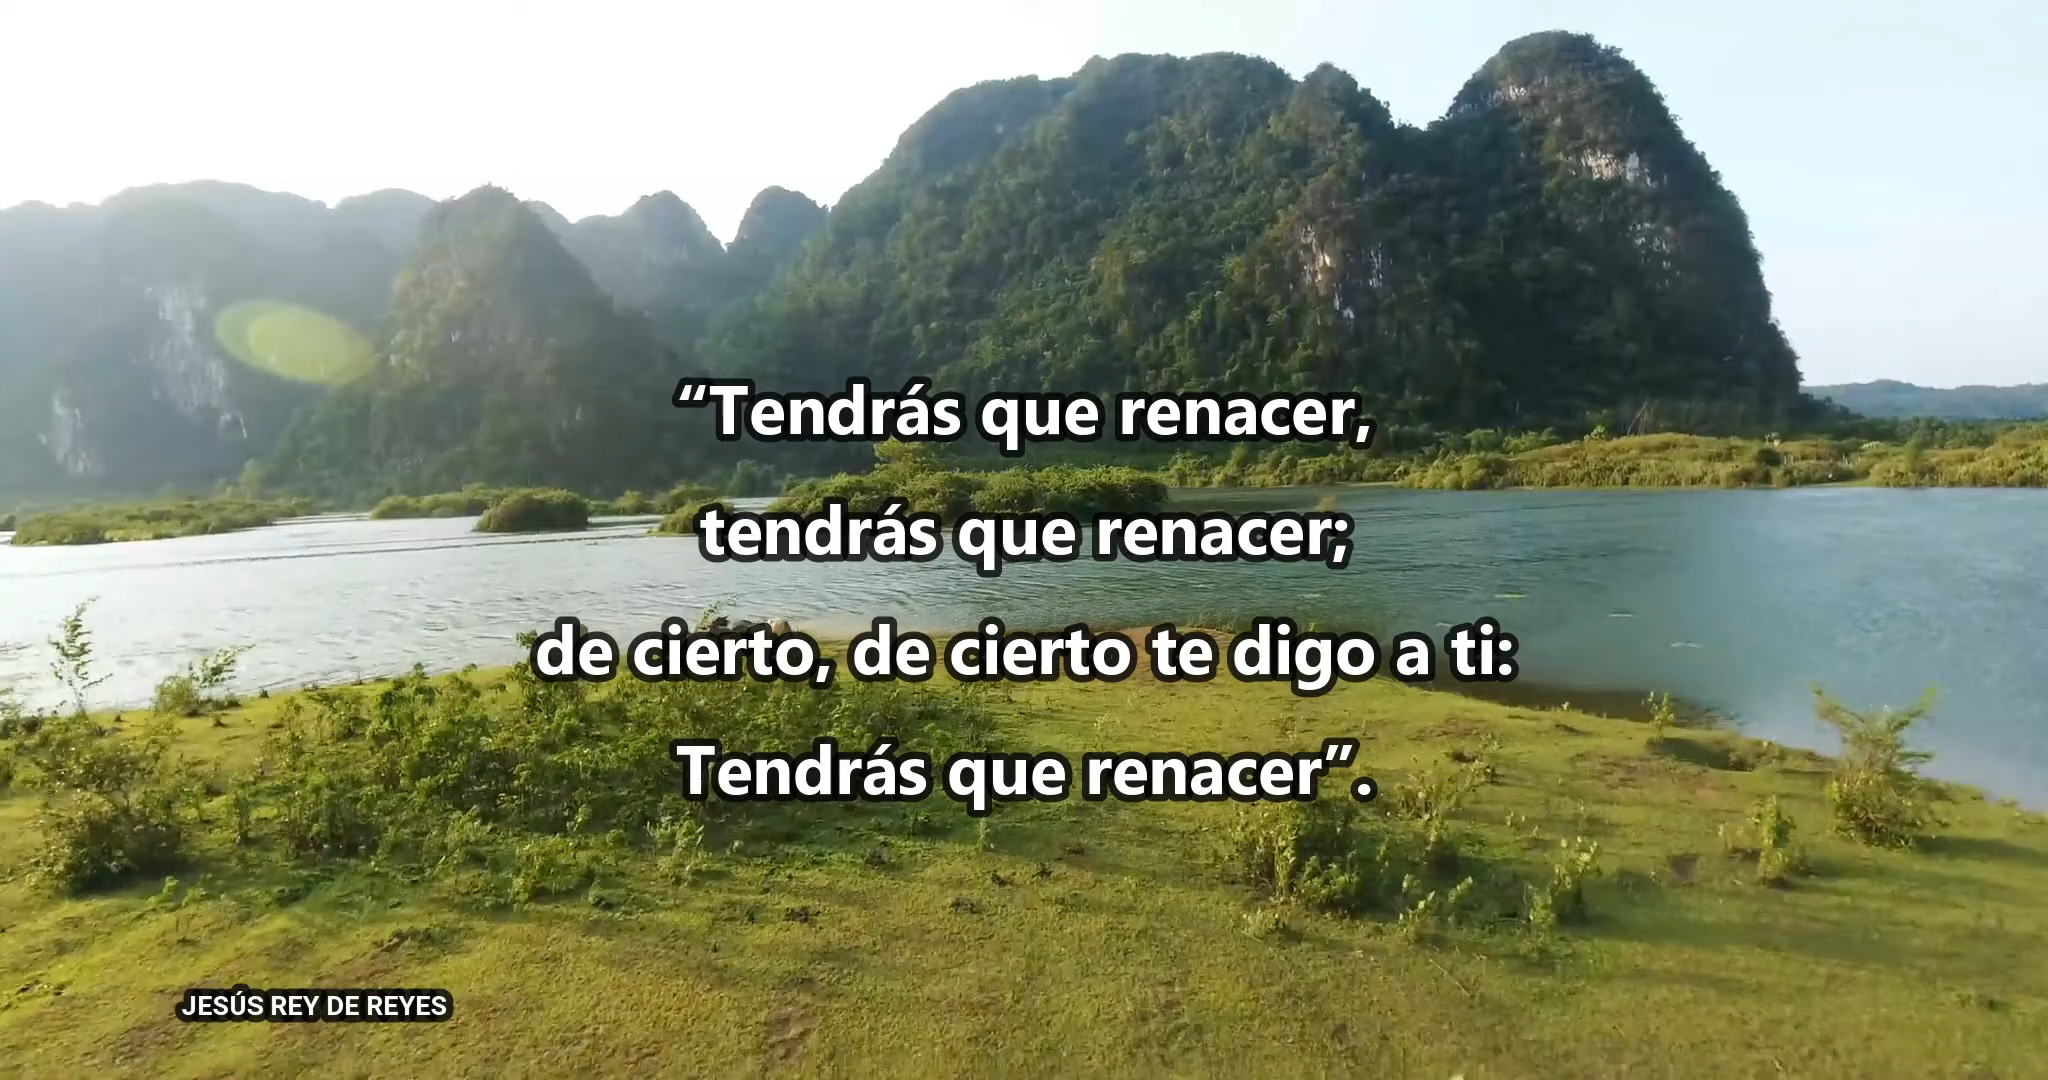 “Tendrás que renacer,
tendrás que renacer;
de cierto, de cierto te digo a ti:
Tendrás que renacer”.
JESÚS REY DE REYES